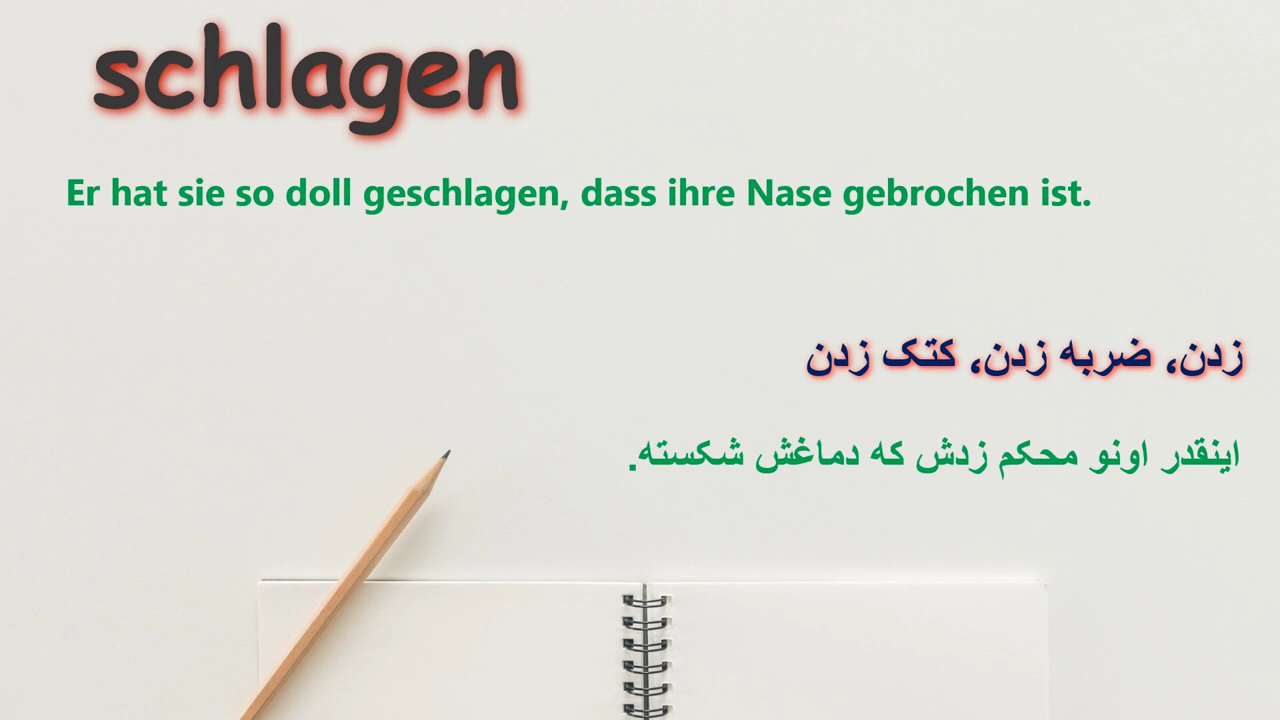 schlagen
Er hat sie so doll geschlagen, dass ihre Nase gebrochen ist.
زدن، ضربه زدن، کتک زدن
اینقدر اونو محکم زدش که دماغش شکسته.